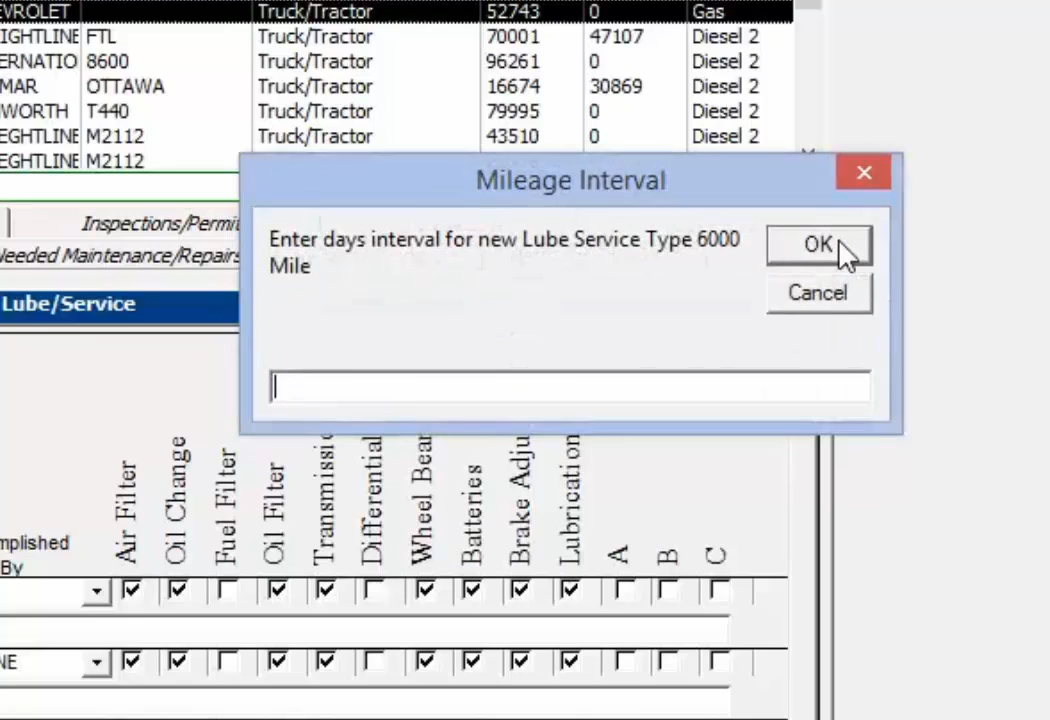 EVROLET Truck/Tractor 52743 0 Gas
IGHTLINE FTL Truck/Tractor 70001 47107 Diesel 2
ERNATIO 8600 Truck/Tractor 96261 0 Diesel 2
MAR OTTAWA Truck/Tractor 16674 30869 Diesel 2
WORTH T440 Truck/Tractor 79995 0 Diesel 2
EGHTLINE M2112 Truck/Tractor 43510 0 Diesel 2
EGHTLINE M2112
Mileage Interval
Inspections/Permit
Enter days interval for new Lube Service Type 6000
Mile
OK
Needed Maintenance/Repairs
Cancel
Lube/Service
mplished
By
Air Filter
Oil Change
Fuel Filter
Oil Filter
Transmissio
Differential
Wheel Bear
Batteries
Brake Adju
Lubrication
A
B
C
NE